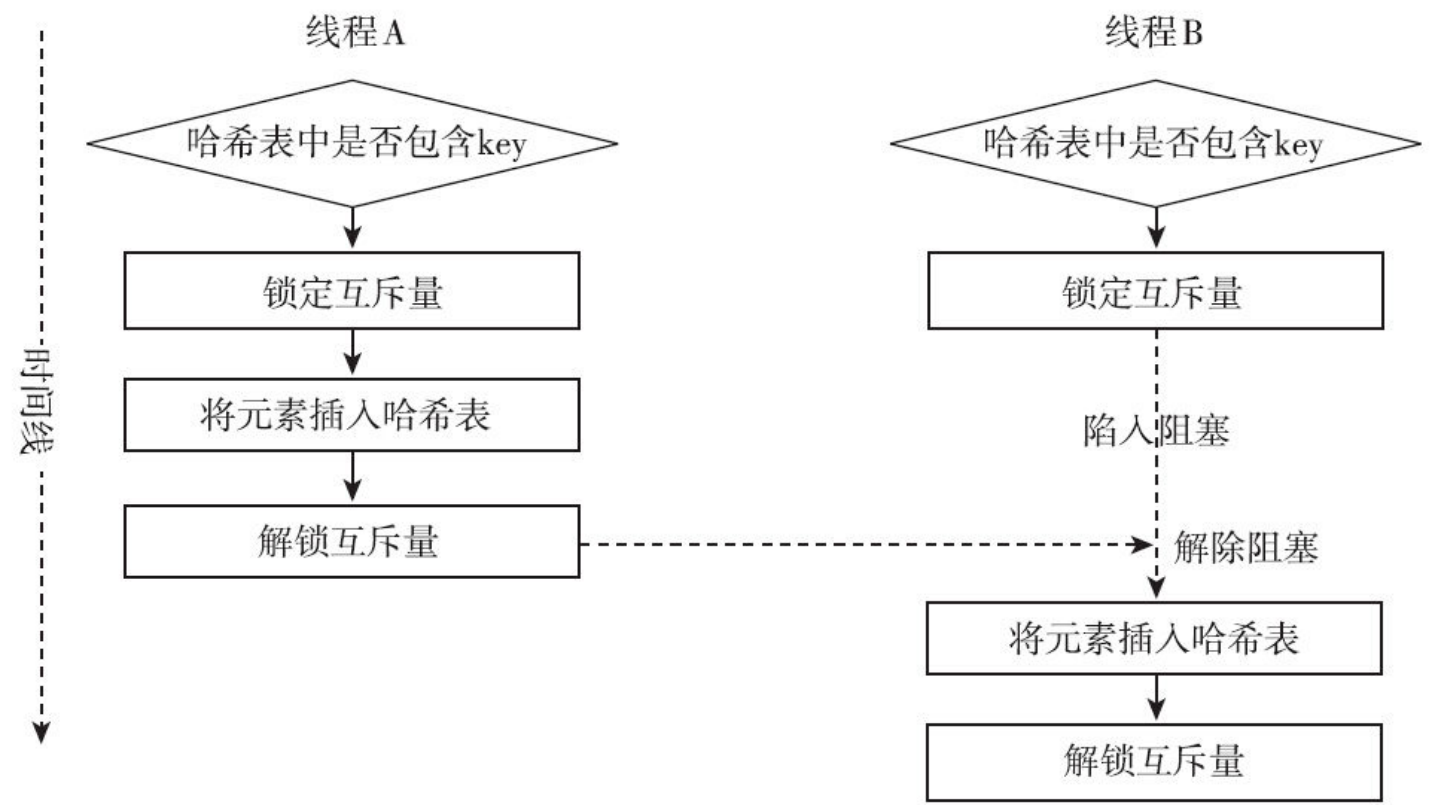 线程A
哈希表中是否包含key
锁定互斥量
将元素插入哈希表
解锁互斥量
线程B
哈希表中是否包含key
锁定互斥量
陷入阻塞
解除阻塞
将元素插入哈希表
解锁互斥量
时间线